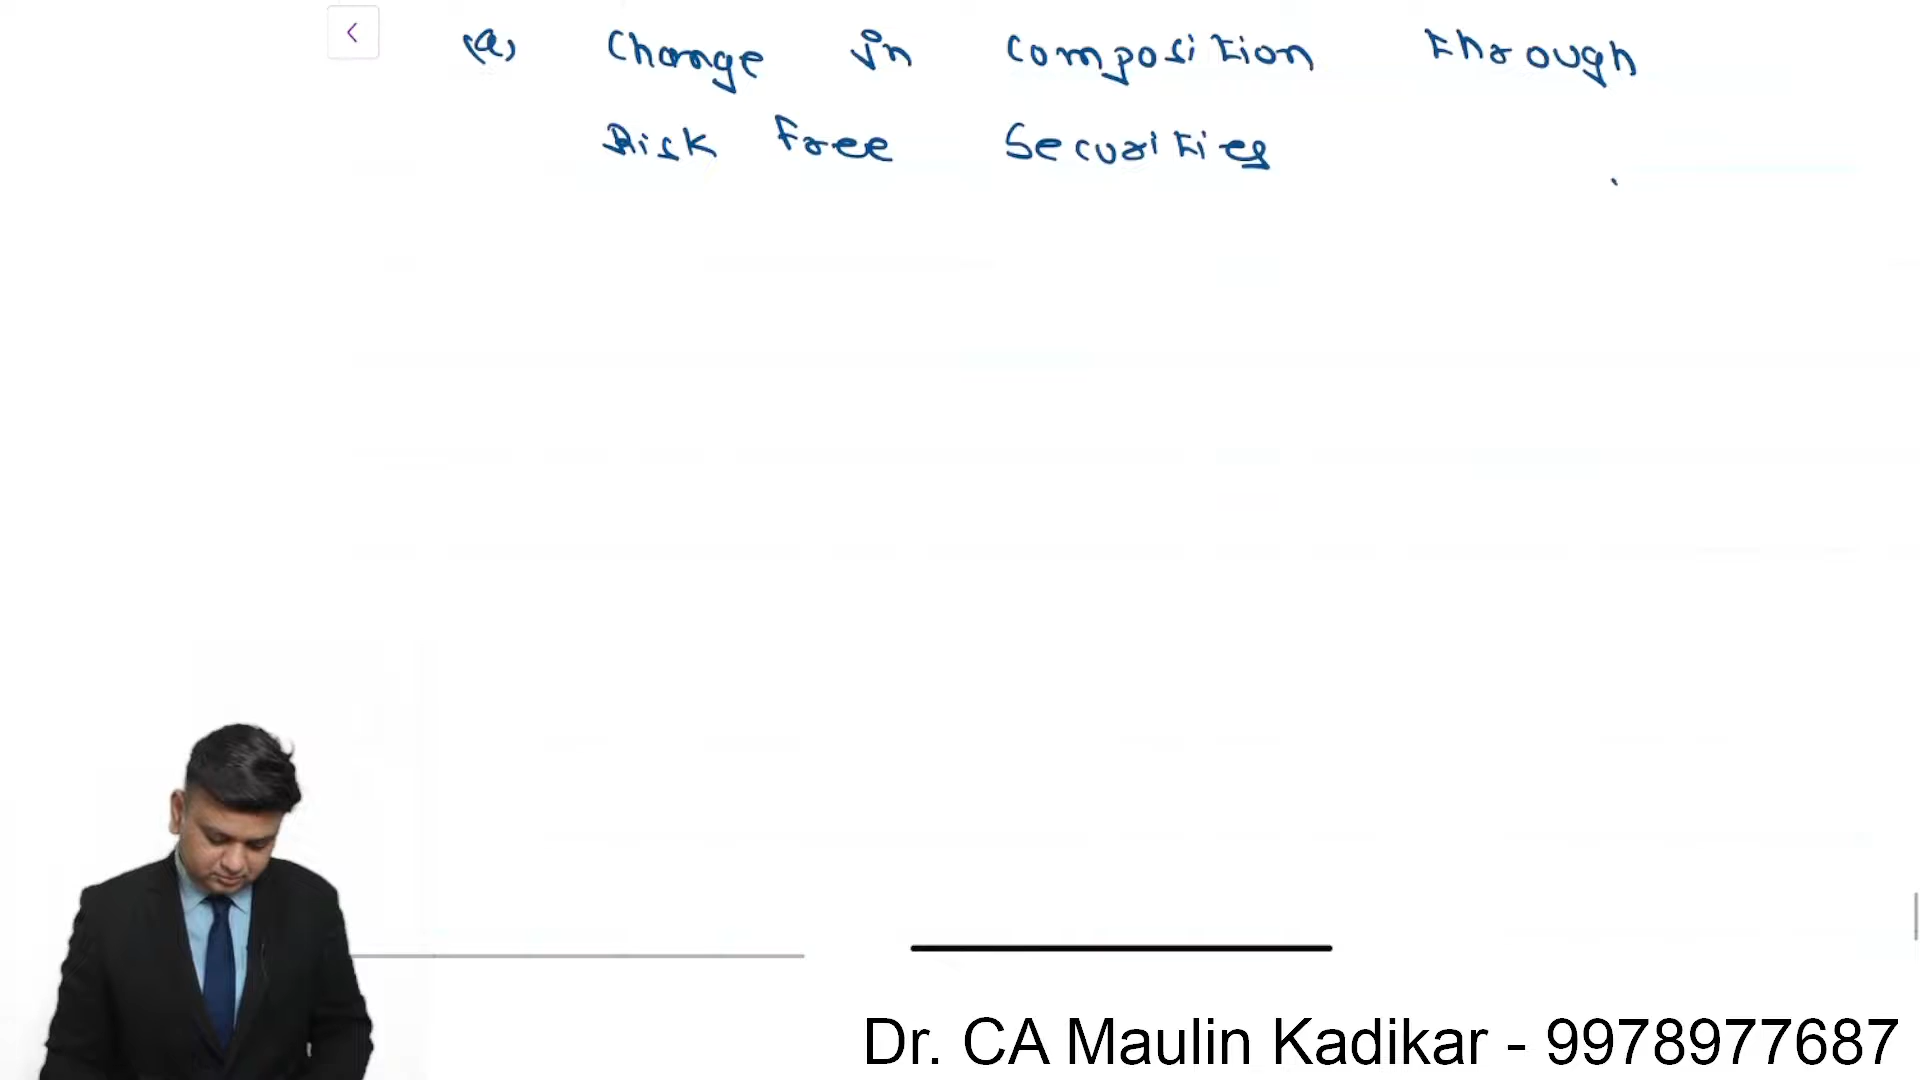 (a) Change in composition through
Risk Free Securities
Dr. CA Maulin Kadikar - 9978977687